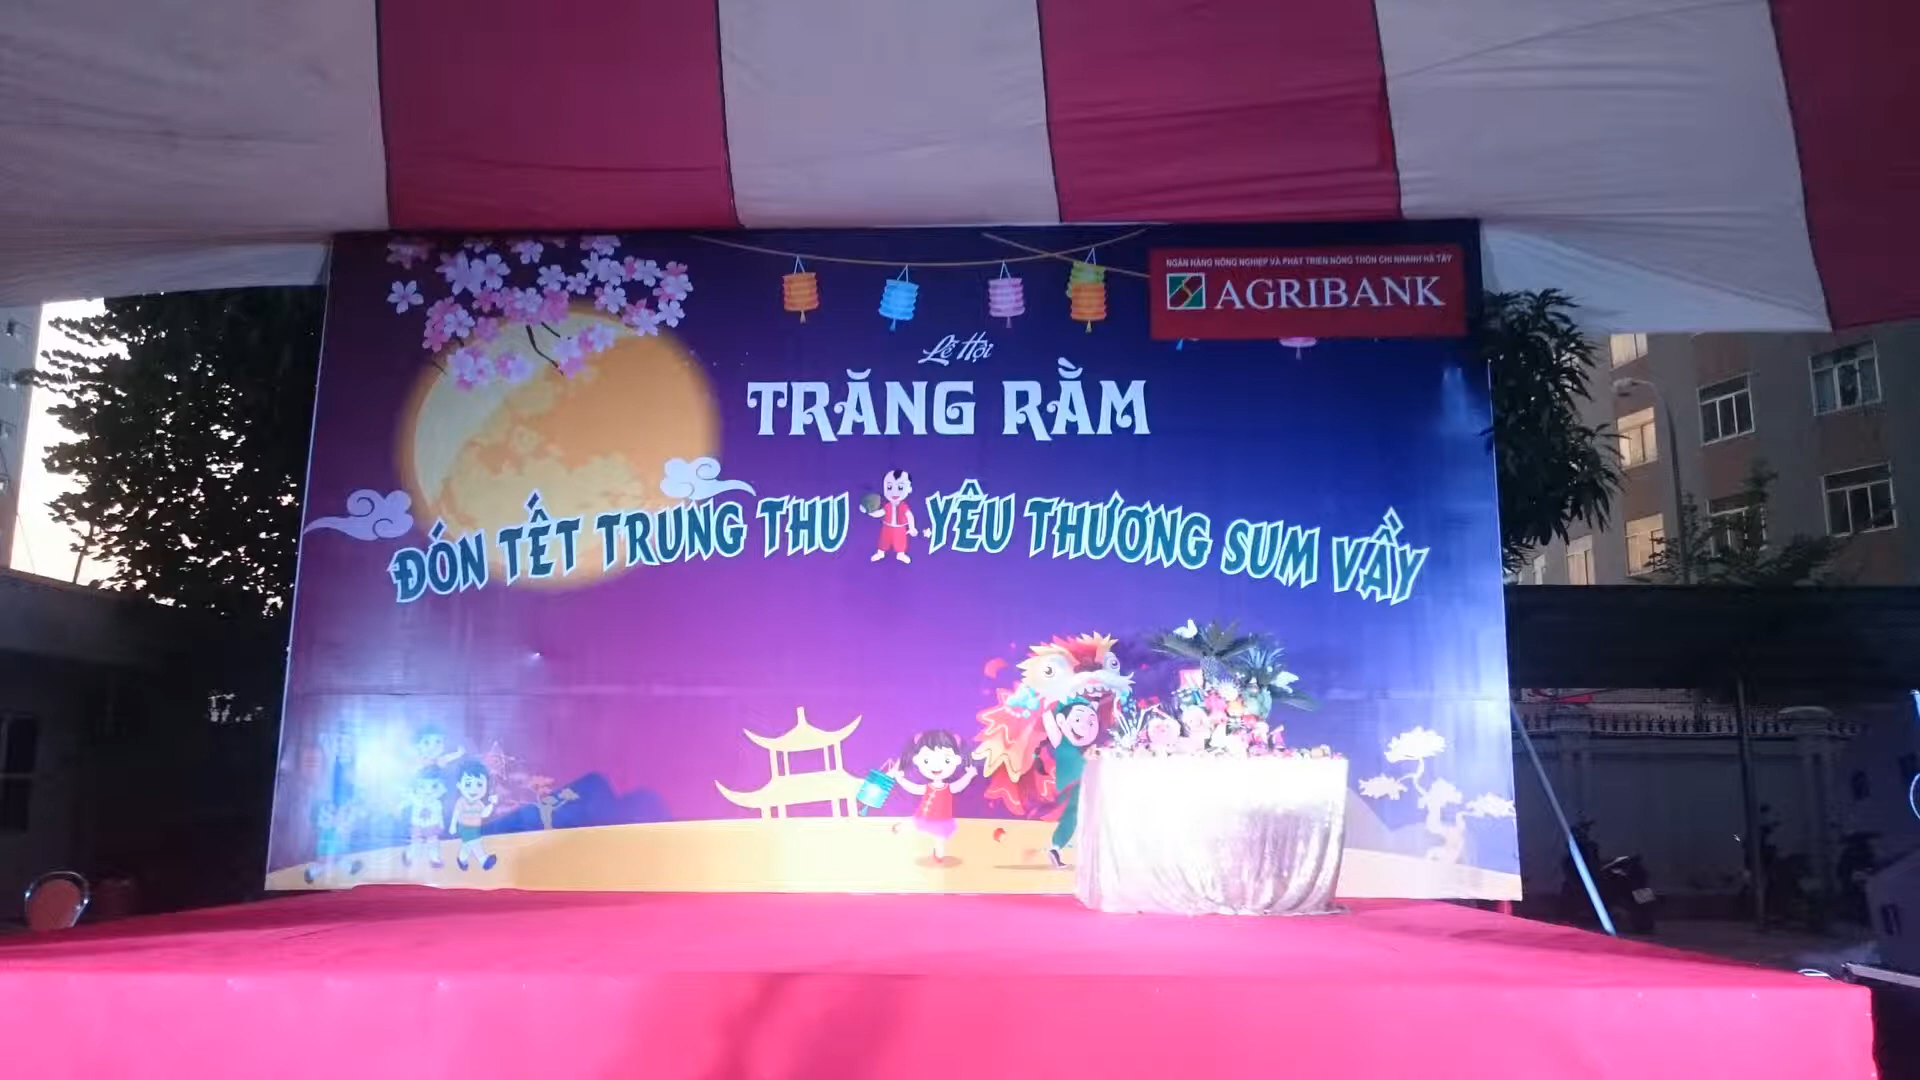 NGÂN HÀNG NÔNG NGHIỆP VÀ PHÁT TRIỂN NÔNG THÔN CHI NHÁNH HÀ TÂY
AGRIBANK
Lễ Hội
TRĂNG RẰM
ĐÓN TẾT TRUNG THU YÊU THƯƠNG SUM VẦY